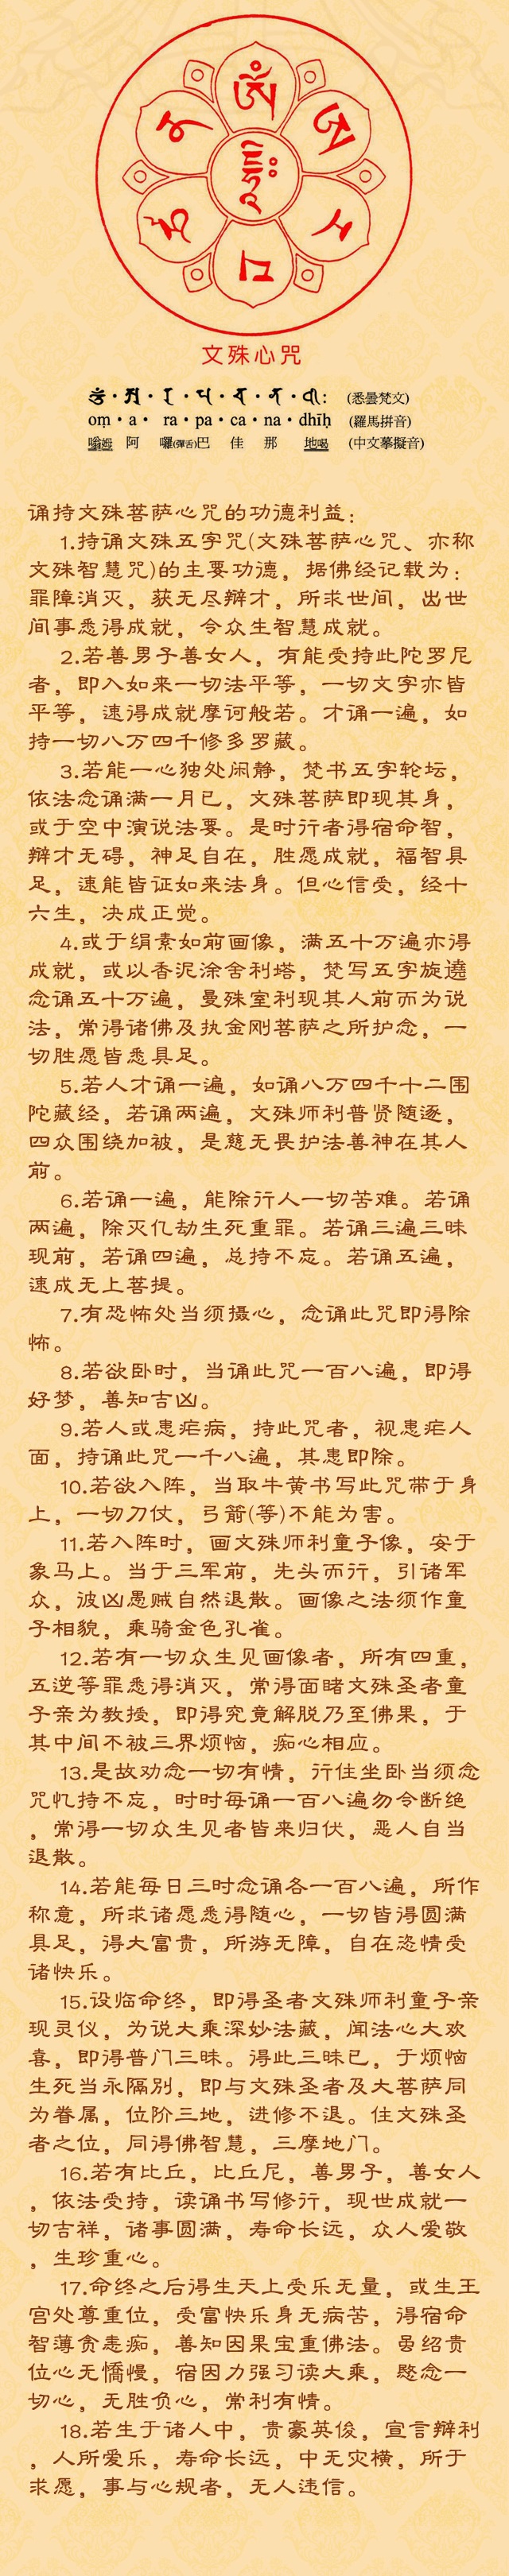 文殊心咒
oṃ · a · ra · pa · ca · na · dhīḥ (悉曇梵文)
(羅馬拼音)
嗡姆 阿 囉(彈舌)巴 佳 那 地喝 (中文摹擬音)
诵持文殊菩萨心咒的功德利益：
1.持诵文殊五字咒(文殊菩萨心咒、亦称
文殊智慧咒)的主要功德，据佛经记载为：
罪障消灭，获无尽辩才，所求世间，出世
间事悉得成就，令众生智慧成就。
2.若善男子善女人，有能受持此陀罗尼
者，即入如来一切法平等，一切文字亦皆
平等，速得成就摩诃般若。才诵一遍，如
持一切八万四千修多罗藏。
3.若能一心独处闲静，梵书五字轮坛，
依法念诵满一月已，文殊菩萨即现其身，
或于空中演说法要。是时行者得宿命智，
辩才无碍，神足自在，胜愿成就，福智具
足，速能皆证如来法身。但心信受，经十
六生，决成正觉。
4.或于绢素如前画像，满五十万遍亦得
成就，或以香泥涂舍利塔，梵写五字旋遶
念诵五十万遍，曼殊室利现其人前而为说
法，常得诸佛及执金刚菩萨之所护念，一
切胜愿皆悉具足。
5.若人才诵一遍，如诵八万四千十二围
陀藏经，若诵两遍，文殊师利普贤随逐，
四众围绕加被，是慈无畏护法善神在其人
前。
6.若诵一遍，能除行人一切苦难。若诵
两遍，除灭亿劫生死重罪。若诵三遍三昧
现前，若诵四遍，总持不忘。若诵五遍，
速成无上菩提。
7.有恐怖处当须摄心，念诵此咒即得除
怖。
8.若欲卧时，当诵此咒一百八遍，即得
好梦，善知吉凶。
9.若人或患疟病，持此咒者，视患疟人
面，持诵此咒一千八遍，其患即除。
10.若欲入阵，当取牛黄书写此咒带于身
上，一切刀仗，弓箭(等)不能为害。
11.若入阵时，画文殊师利童子像，安于
象马上。当于三军前，先头而行，引诸军
众，彼凶愚贼自然退散。画像之法须作童
子相貌，乘骑金色孔雀。
12.若有一切众生见画像者，所有四重，
五逆等罪悉得消灭，常得面睹文殊圣者童
子亲为教授，即得究竟解脱乃至佛果，于
其中间不被三界烦恼，痴心相应。
13.是故劝念一切有情，行住坐卧当须念
咒忆持不忘，时时每诵一百八遍勿令断绝
，常得一切众生见者皆来归伏，恶人自当
退散。
14.若能每日三时念诵各一百八遍，所作
称意，所求诸愿悉得随心，一切皆得圆满
具足，得大富贵，所游无障，自在恣情受
诸快乐。
15.设临命终，即得圣者文殊师利童子亲
现灵仪，为说大乘深妙法藏，闻法心大欢
喜，即得普门三昧。得此三昧已，于烦恼
生死当永隔别，即与文殊圣者及大菩萨同
为眷属，位阶三地，进修不退。住文殊圣
者之位，同得佛智慧，三摩地门。
16.若有比丘，比丘尼，善男子，善女人
，依法受持，读诵书写修行，现世成就一
切吉祥，诸事圆满，寿命长远，众人爱敬
，生珍重心。
17.命终之后得生天上受乐无量，或生王
宫处尊重位，受富快乐身无病苦，得宿命
智薄贪恚痴，善知因果宝重佛法。虽绍贵
位心无憍慢，宿因力强习读大乘，愍念一
切心，无胜负心，常利有情。
18.若生于诸人中，贵豪英俊，宣言辩利
，人所爱乐，寿命长远，中无灾横，所于
求愿，事与心规者，无人违信。